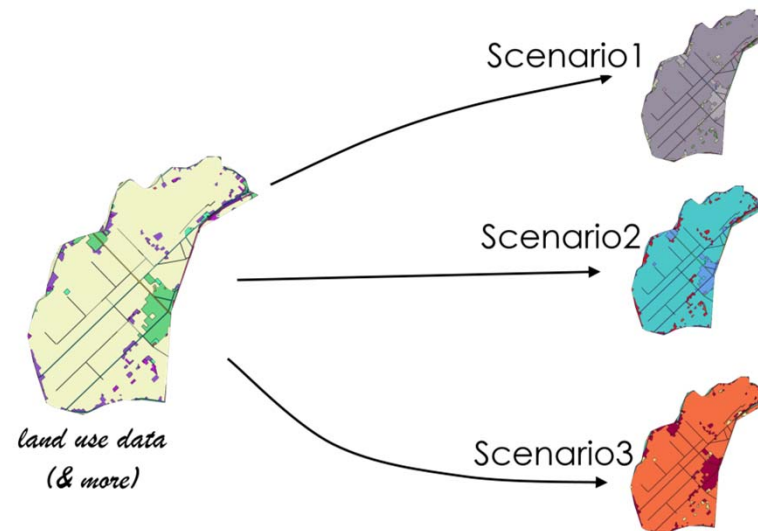 Scenario1
Scenario2
Scenario3
land use data
(& more)